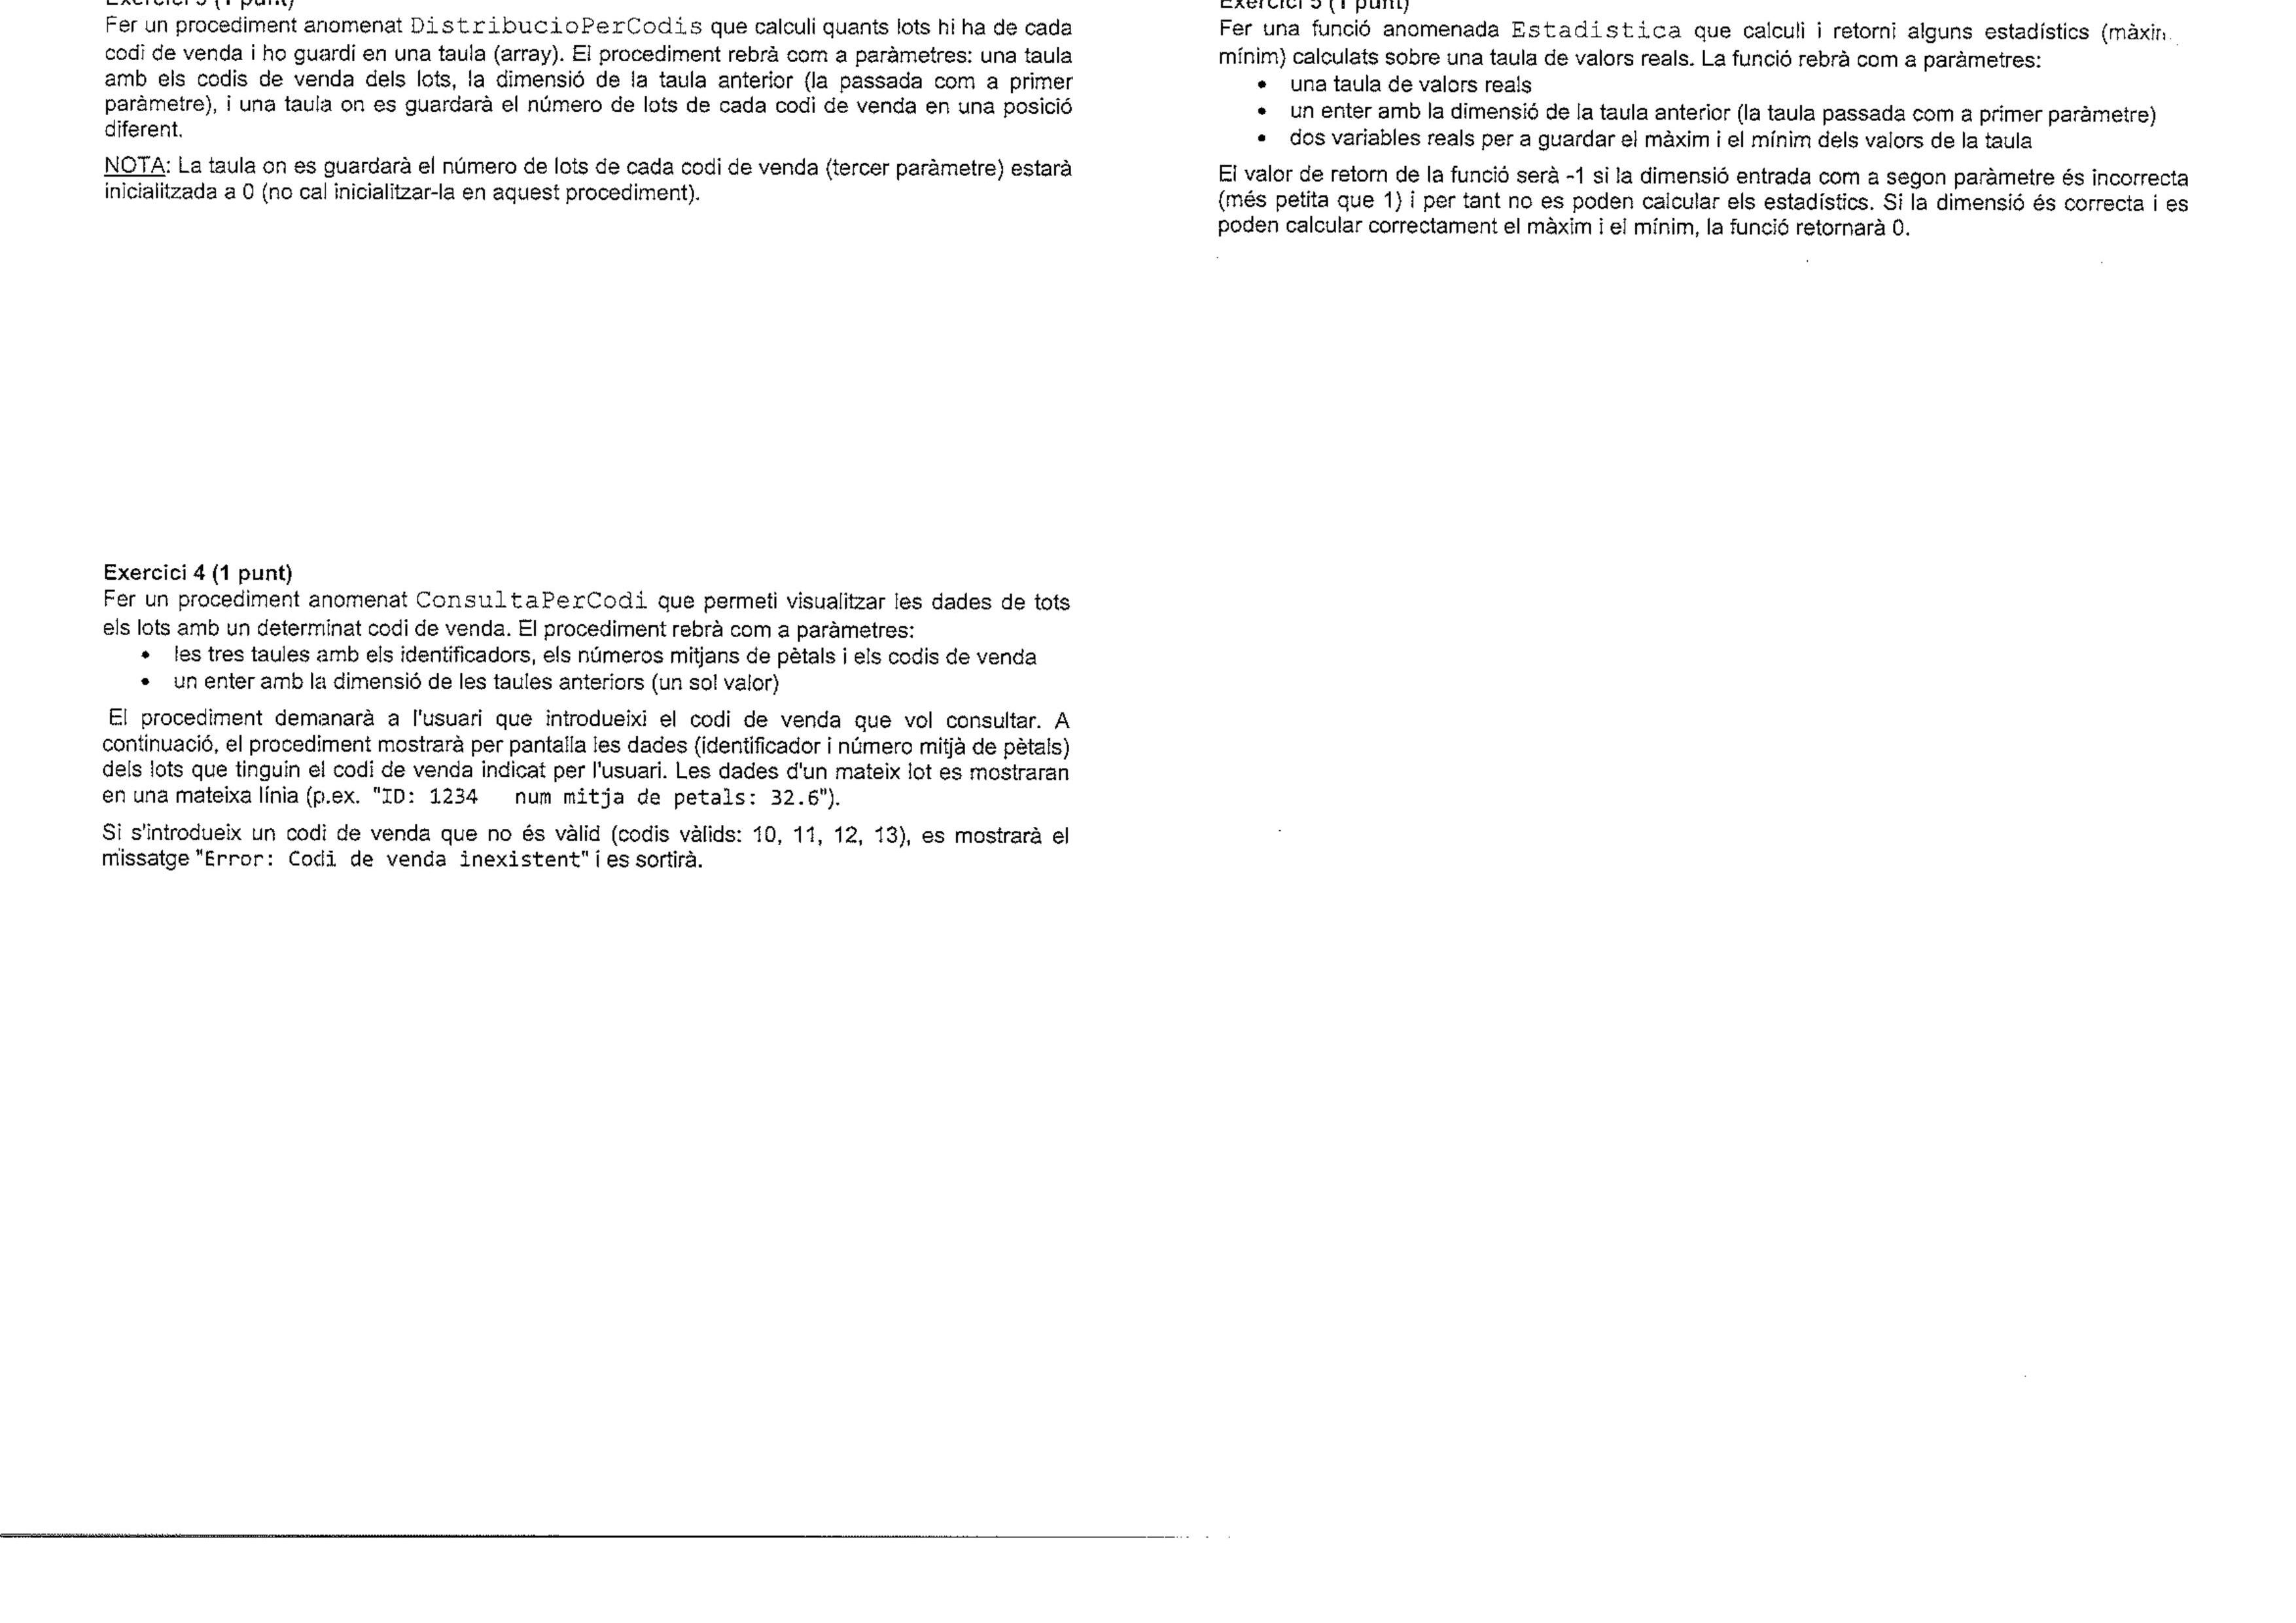 Exercici 3 (1 punt)
Fer un procediment anomenat DistribucioPerCodis que calculi quants lots hi ha de cada
codi de venda i ho guardi en una taula (array). El procediment rebrà com a paràmetres: una taula
amb els codis de venda dels lots, la dimensió de la taula anterior (la passada com a primer
paràmetre), i una taula on es guardarà el número de lots de cada codi de venda en una posició
diferent.
NOTA: La taula on es guardarà el número de lots de cada codi de venda (tercer paràmetre) estarà
inicialitzada a 0 (no cal inicialitzar-la en aquest procediment).
Exercici 4 (1 punt)
Fer un procediment anomenat ConsultaPerCodi que permeti visualitzar les dades de tots
els lots amb un determinat codi de venda. El procediment rebrà com a paràmetres:
• les tres taules amb els identificadors, els números mitjans de pètals i els codis de venda
• un enter amb la dimensió de les taules anteriors (un sol valor)
El procediment demanarà a l'usuari que introdueixi el codi de venda que vol consultar. A
continuació, el procediment mostrarà per pantalla les dades (identificador i número mitjà de pètals)
dels lots que tinguin el codi de venda indicat per l'usuari. Les dades d'un mateix lot es mostraran
en una mateixa línia (p.ex. "ID: 1234   num mitja de petals: 32.6").
Si s'introdueix un codi de venda que no és vàlid (codis vàlids: 10, 11, 12, 13), es mostrarà el
missatge "Error: Codi de venda inexistent" i es sortirà.
Exercici 5 (1 punt)
Fer una funció anomenada Estadistica que calculi i retorni alguns estadístics
mínim) calculats sobre una taula de valors reals. La funció rebrà com a paràmetres:
• una taula de valors reals
• un enter amb la dimensió de la taula anterior (la taula passada com a primer paràmetre)
• dos variables reals per a guardar el màxim i el mínim dels valors de la taula
El valor de retorn de la funció serà -1 si la dimensió entrada com a segon paràmetre és incorrecta
(més petita que 1) i per tant no es poden calcular els estadístics. Si la dimensió és correcta i es
poden calcular correctament el màxim i el mínim, la funció retornarà 0.